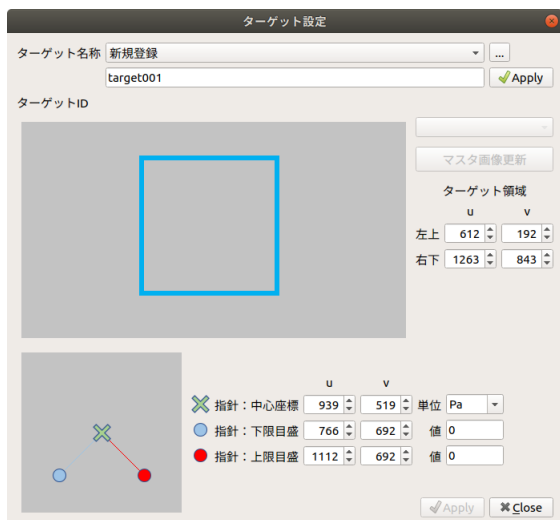 ターゲット設定
ターゲット名称 新規登録 ...
target001 Apply
ターゲットID
マスタ画像更新
ターゲット領域
u v
左上 612 192
右下 1263 843
u v
指針：中心座標 939 519 単位 Pa
指針：下限目盛 766 692 値 0
指針：上限目盛 1112 692 値 0
Apply Close